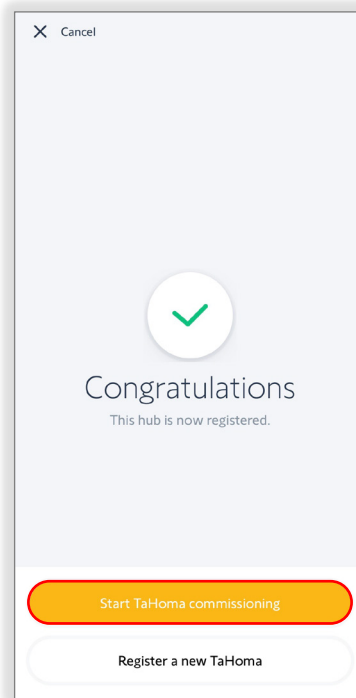 Cancel
Congratulations
This hub is now registered.
Start TaHoma commissioning
Register a new TaHoma